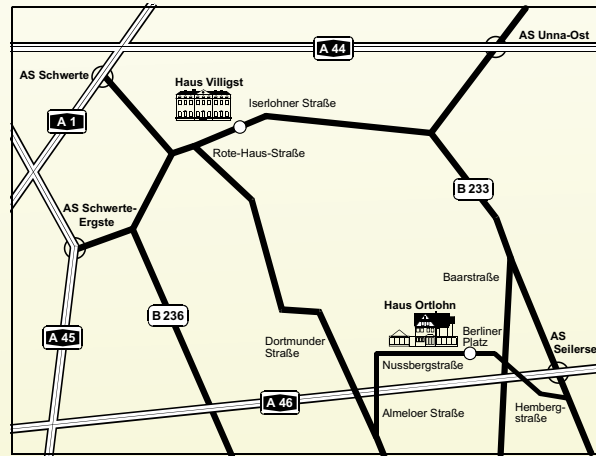 AS Unna-Ost
A 44
AS Schwerte
Haus Villigst
Iserlohner Straße
A 1
Rote-Haus-Straße
B 233
AS Schwerte-
Ergste
Baarstraße
Haus Ortlohn
B 236
Berliner
Platz
A 45
Dortmunder
Straße
AS
Seilerse
Nussbergstraße
A 46
Almeloer Straße
Hemberg-
straße